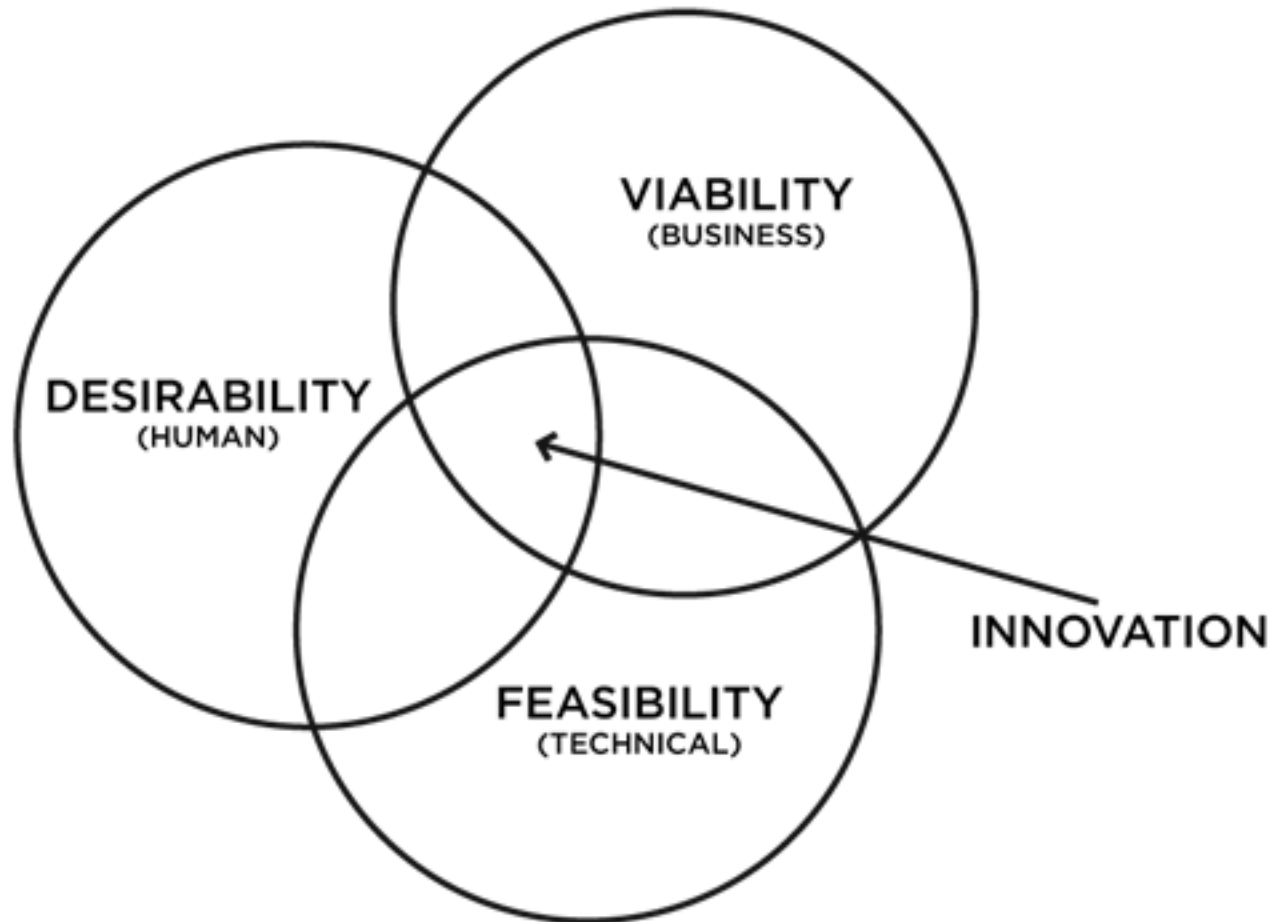 VIABILITY
(BUSINESS)
DESIRABILITY
(HUMAN)
INNOVATION
FEASIBILITY
(TECHNICAL)